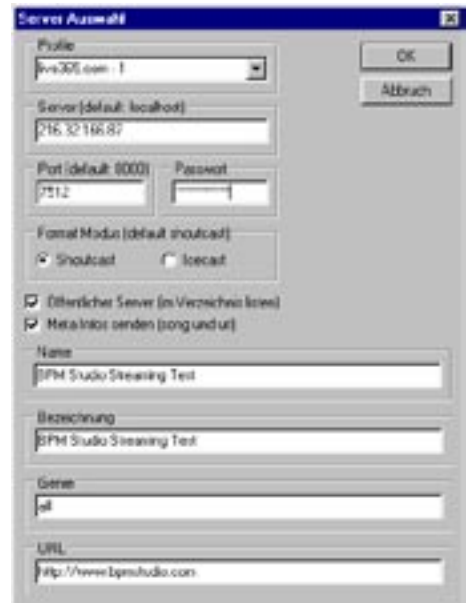 Server Auswahl
Profile
live365.com - 1
OK
Abbruch
Server (default: localhost)
216.32.166.87
Port (default: 8000)
Passwort
7512
Format Modus (default shoutcast)
Shoutcast
Icecast
Öffentlicher Server (im Verzeichnis listen)
Meta Infos senden (song und url)
Name
BPM Studio Streaming Test
Bezeichnung
BPM Studio Streaming Test
Genre
all
URL
http://www.bpmstudio.com